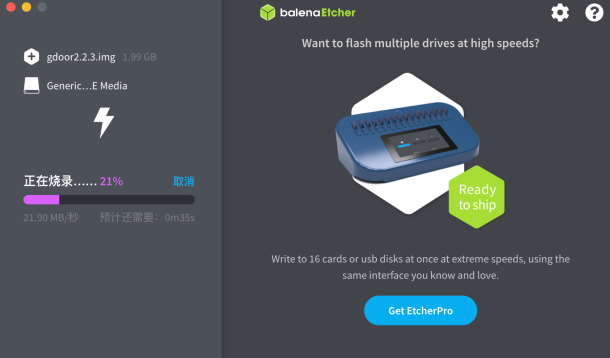 balenaEtcher
gdoor2.2.3.img 1.99 GB
Generic...E Media
正在烧录...... 21% 取消
21.90 MB/秒 预计还需要：0m35s
Want to flash multiple drives at high speeds?
Ready
to ship
Write to 16 cards or usb disks at once at extreme speeds, using the
same interface you know and love.
Get EtcherPro